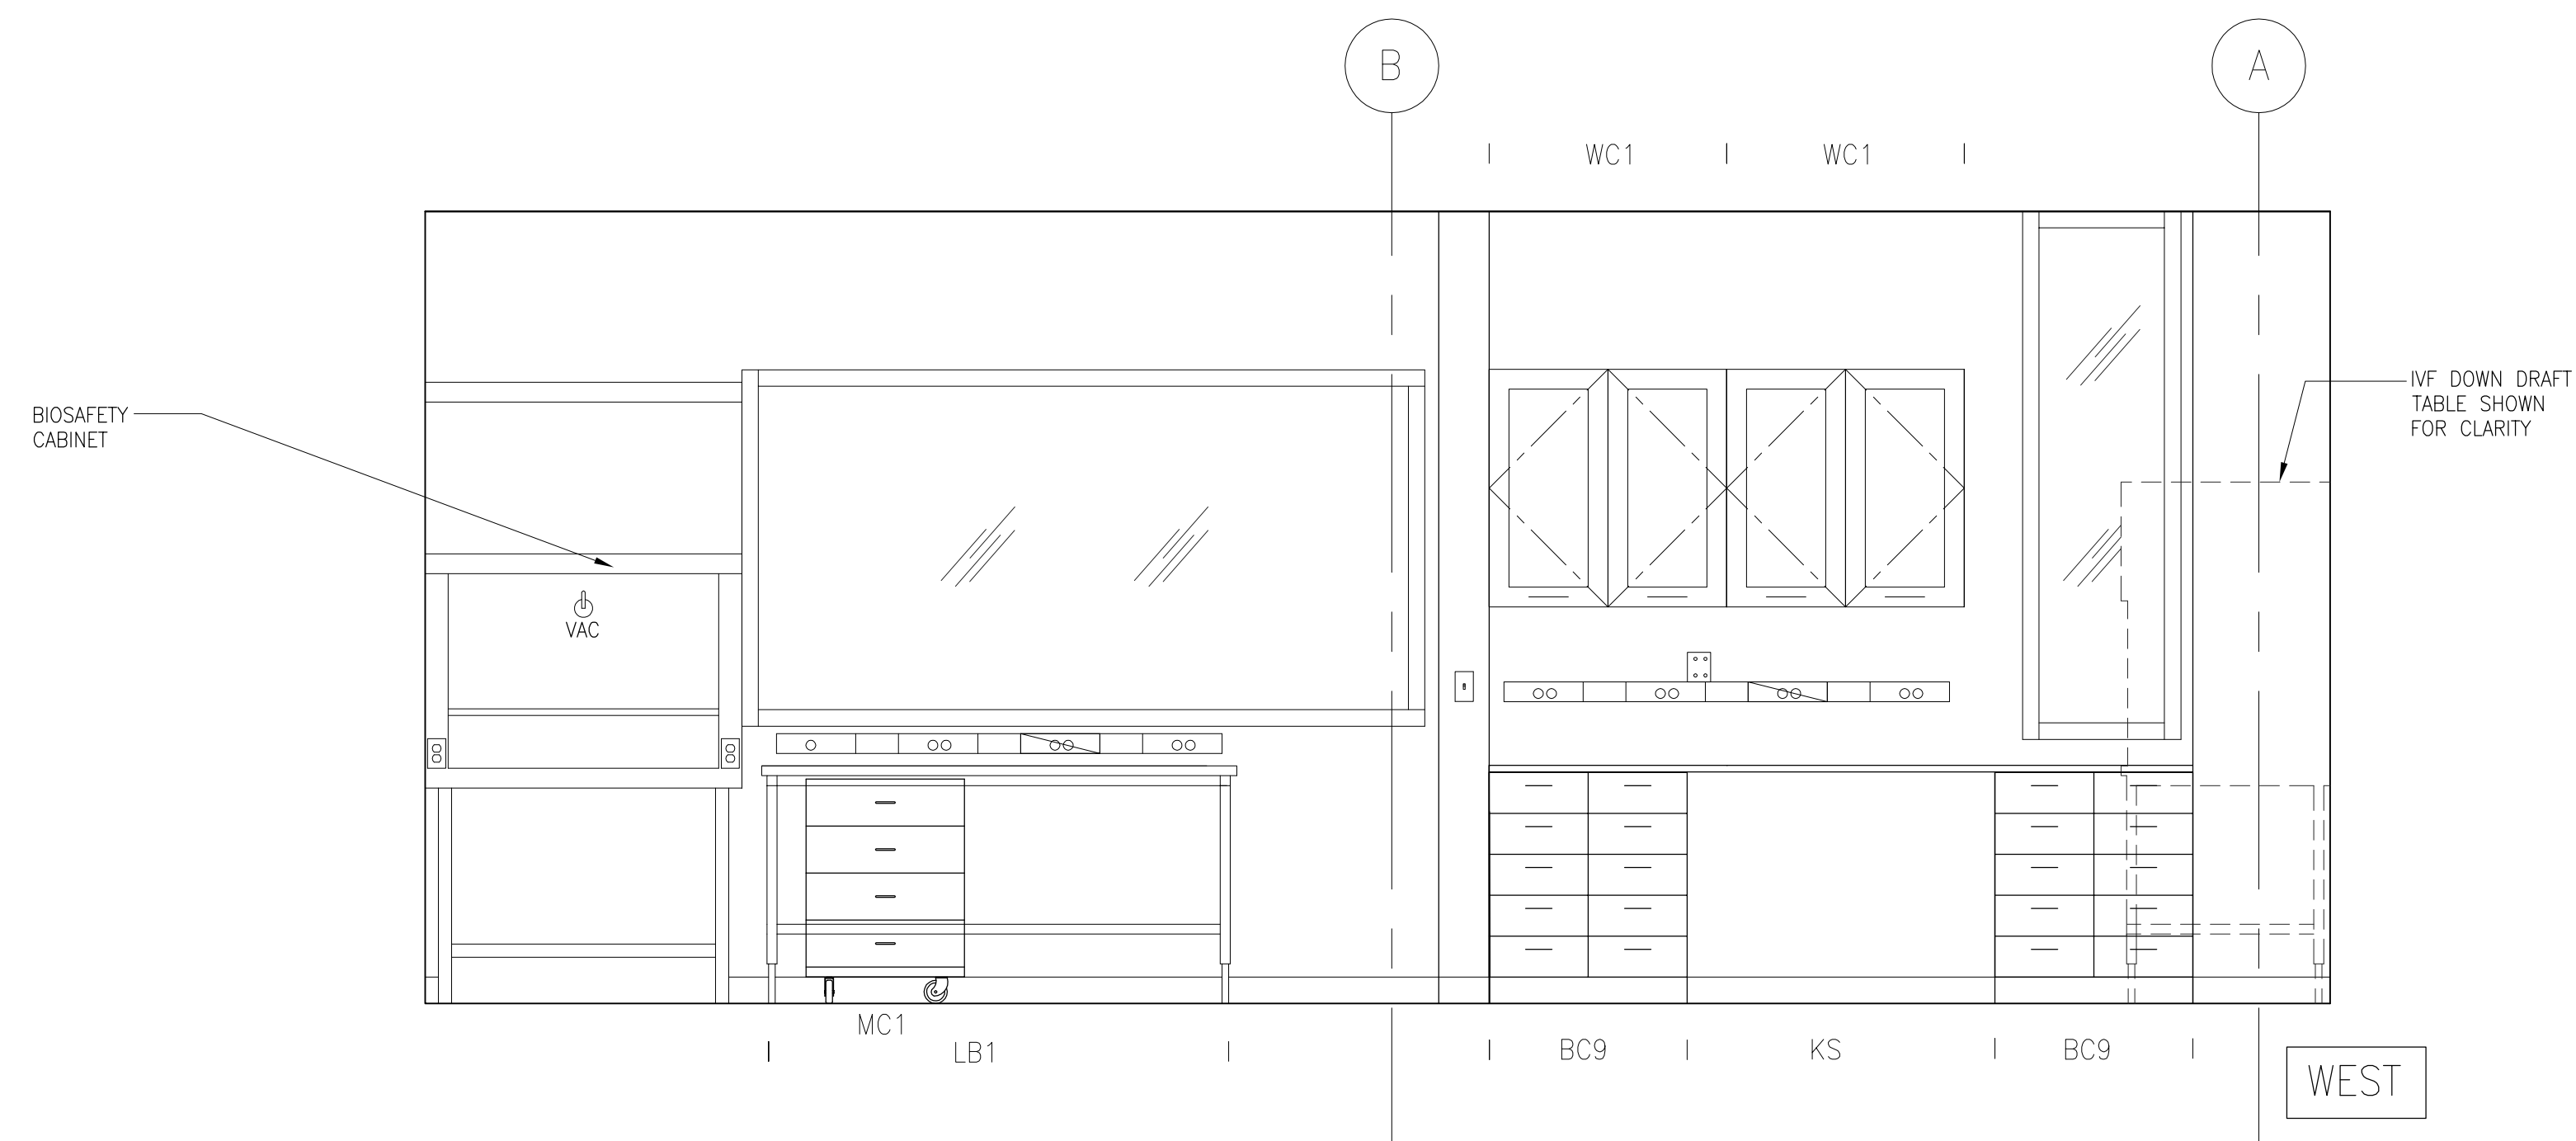 B
A
WC1
WC1
BIOSAFETY
CABINET
IVF DOWN DRAFT
TABLE SHOWN
FOR CLARITY
VAC
MC1
LB1
BC9
KS
BC9
WEST